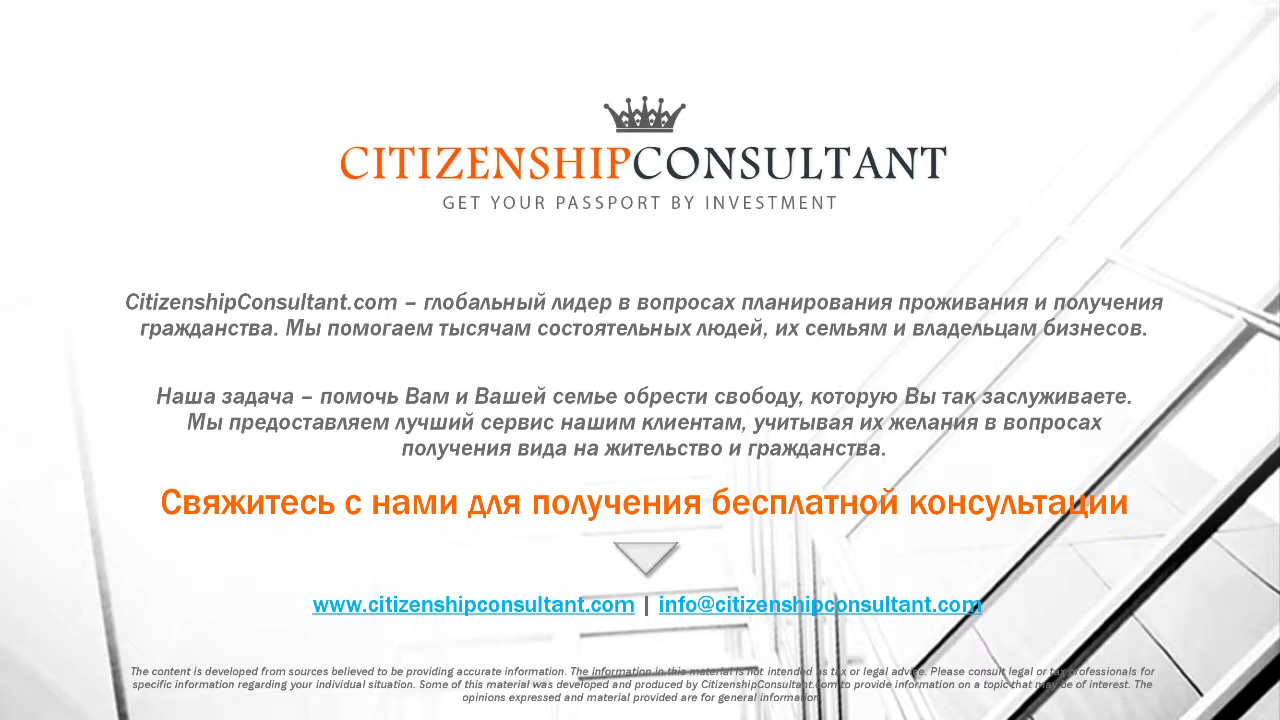 CITIZENSHIPCONSULTANT
GET YOUR PASSPORT BY INVESTMENT
CitizenshipConsultant.com – глобальный лидер в вопросах планирования проживания и получения
гражданства. Мы помогаем тысячам состоятельных людей, их семьям и владельцам бизнесов.
Наша задача – помочь Вам и Вашей семье обрести свободу, которую Вы так заслуживаете.
Мы предоставляем лучший сервис нашим клиентам, учитывая их желания в вопросах
получения вида на жительство и гражданства.
Свяжитесь с нами для получения бесплатной консультации
www.citizenshipconsultant.com | info@citizenshipconsultant.com
The content is developed from sources believed to be providing accurate information. The information in this material is not intended as tax or legal advice. Please consult legal or tax professionals for
specific information regarding your individual situation. Some of this material was developed and produced by CitizenshipConsultant.com to provide information on a topic that may be of interest. The
opinions expressed and material provided are for general information.